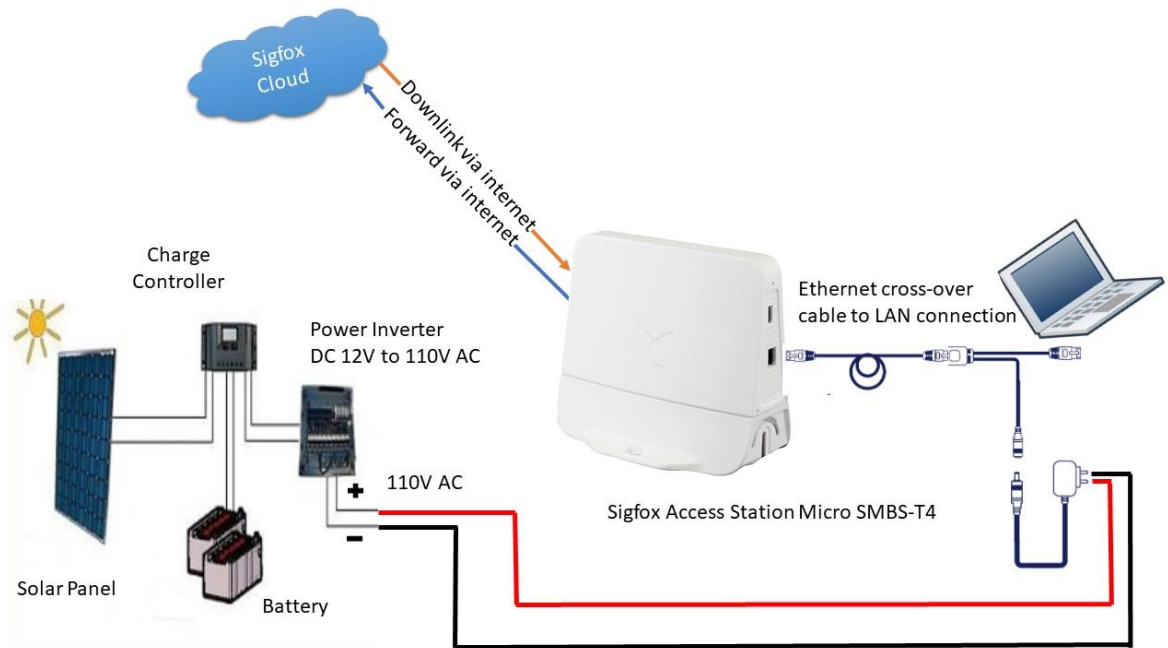 Sigfox
Cloud
Downlink via internet
Forward via internet
Charge
Controller
Power Inverter
DC 12V to 110V AC
Ethernet cross-over
cable to LAN connection
+
110V AC
−
Sigfox Access Station Micro SMBS-T4
Solar Panel
Battery